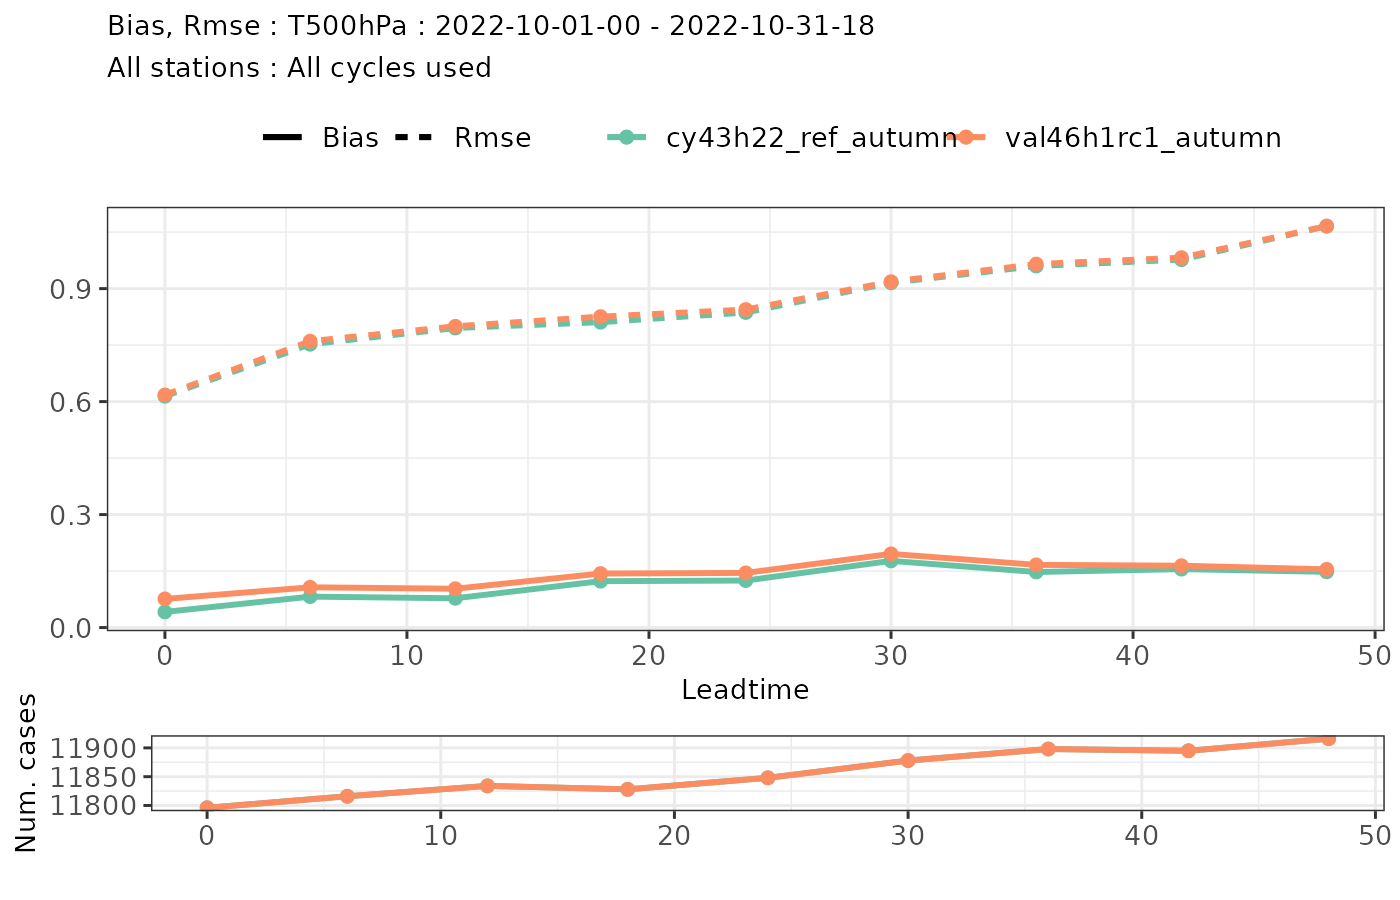 Bias, Rmse : T500hPa : 2022-10-01-00 - 2022-10-31-18
All stations : All cycles used
Bias Rmse cy43h22_ref_autumn val46h1rc1_autumn
0.9
0.6
0.3
0.0
0 10 20 30 40 50
Leadtime
Num. cases
11900
11850
11800
0 10 20 30 40 50